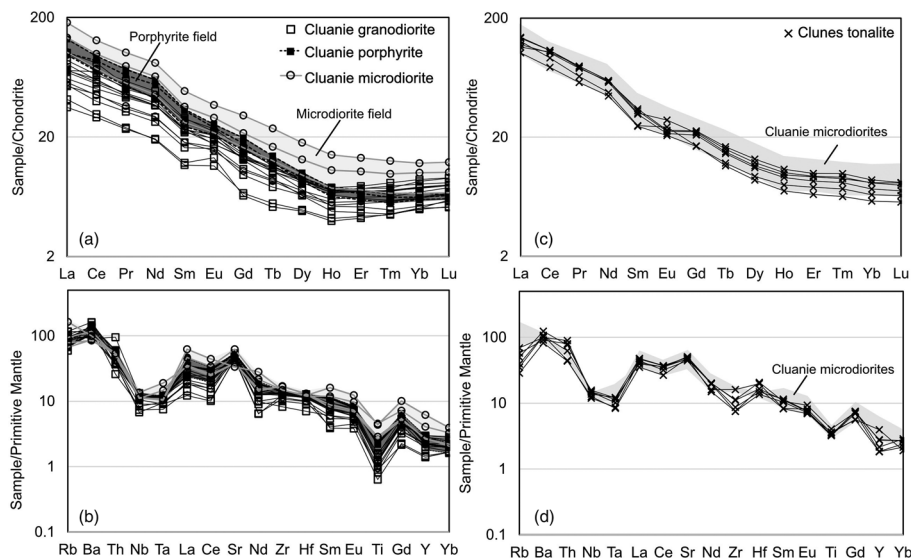 200
20
2
Sample/Chondrite
Porphyrite field
Microdiorite field
Cluanie granodiorite
Cluanie porphyrite
Cluanie microdiorite
(a)
La Ce Pr Nd Sm Eu Gd Tb Dy Ho Er Tm Yb Lu
200
20
2
Sample/Chondrite
Clunes tonalite
Cluanie microdiorites
(c)
La Ce Pr Nd Sm Eu Gd Tb Dy Ho Er Tm Yb Lu
100
10
1
0.1
Sample/Primitive Mantle
(b)
Rb Ba Th Nb Ta La Ce Sr Nd Zr Hf Sm Eu Ti Gd Y Yb
100
10
1
0.1
Sample/Primitive Mantle
Cluanie microdiorites
(d)
Rb Ba Th Nb Ta La Ce Sr Nd Zr Hf Sm Eu Ti Gd Y Yb